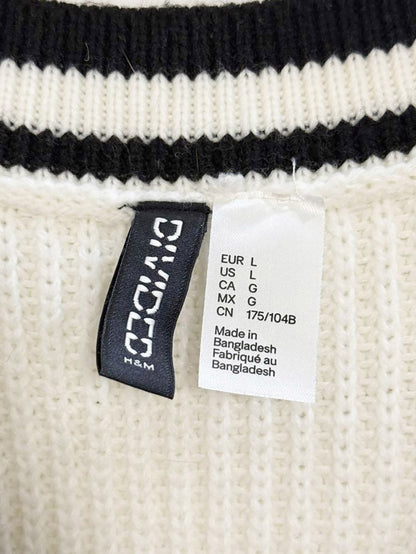 DIVIDED
H&M
EUR L
US L
CA G
MX G
CN 175/104B
Made in
Bangladesh
Fabriqué au
Bangladesh